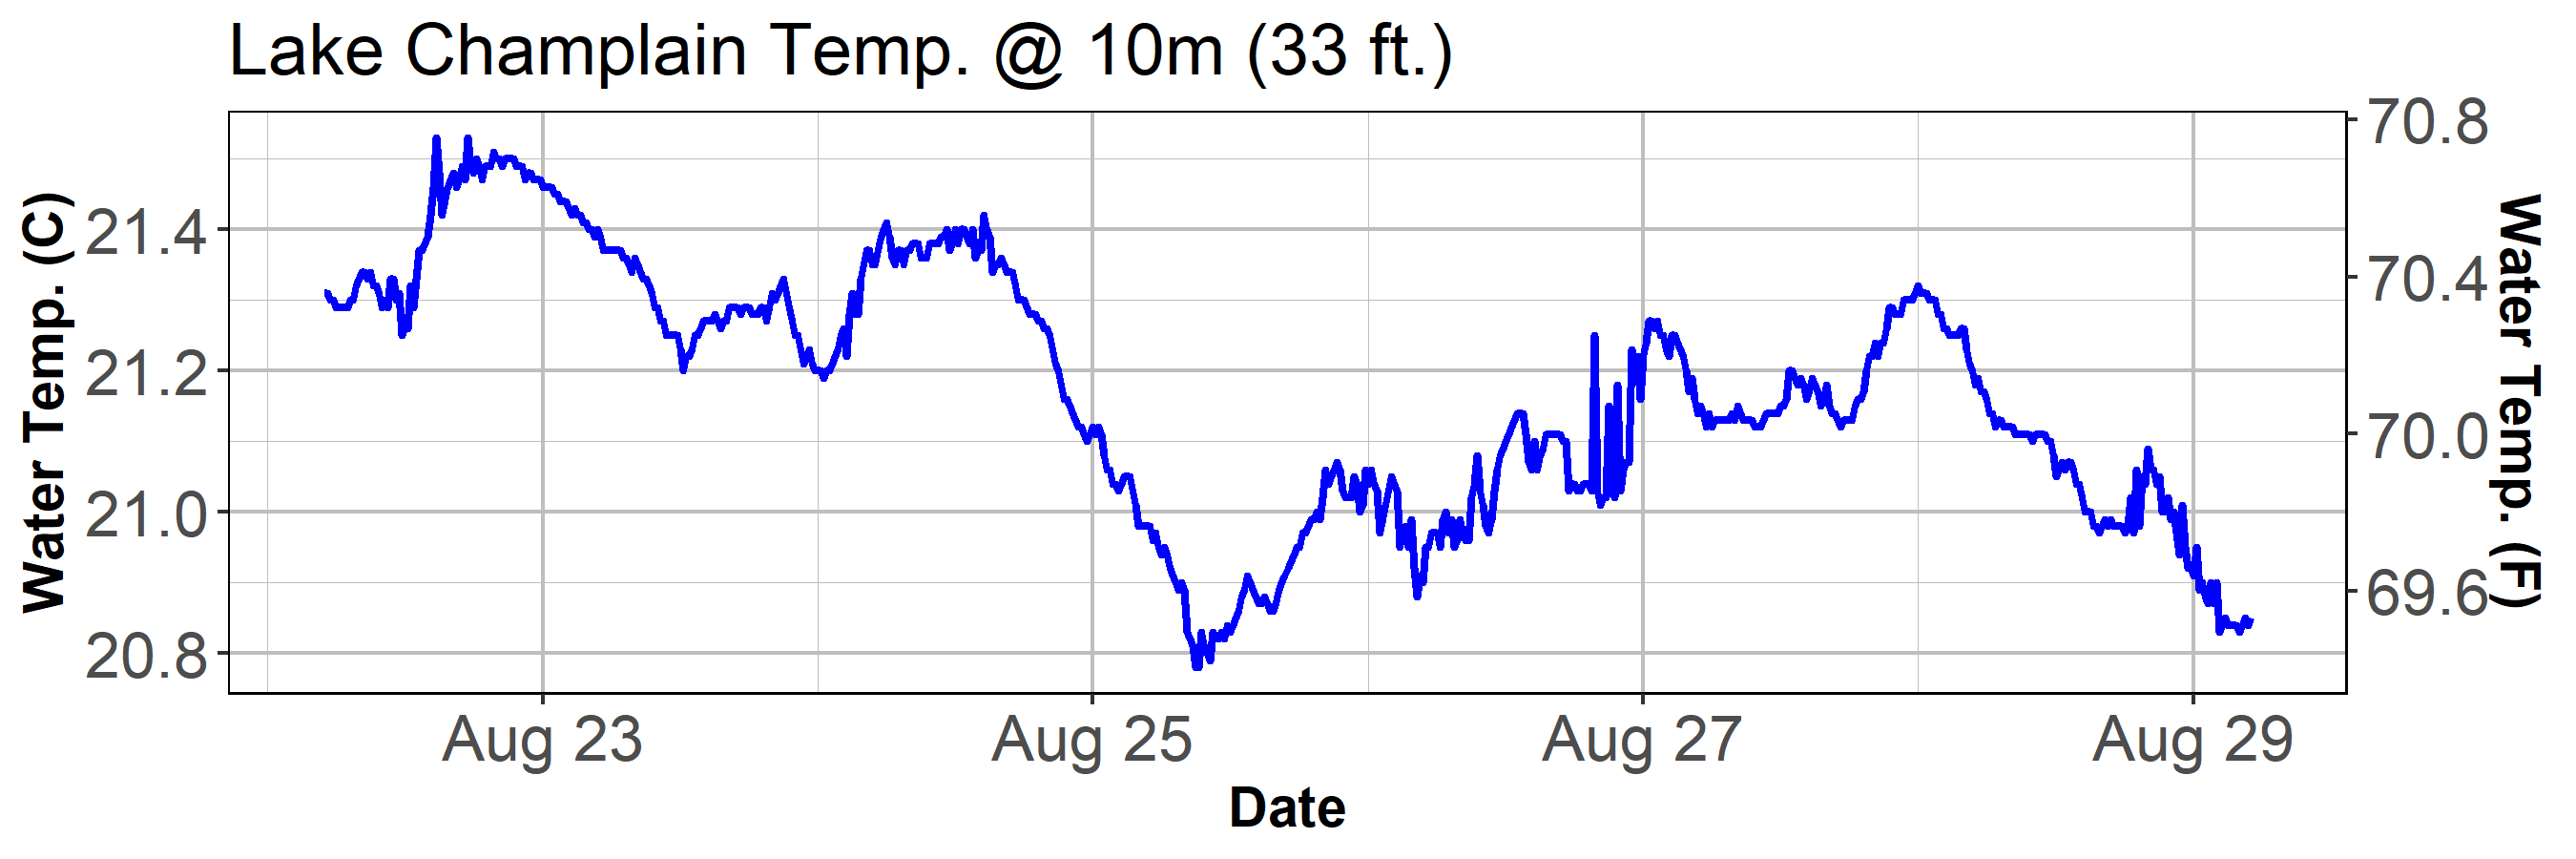 Lake Champlain Temp. @ 10m (33 ft.)
Water Temp. (C)
21.4
21.2
21.0
20.8
70.8
70.4
70.0
69.6
Water Temp. (F)
Aug 23
Aug 25
Aug 27
Aug 29
Date